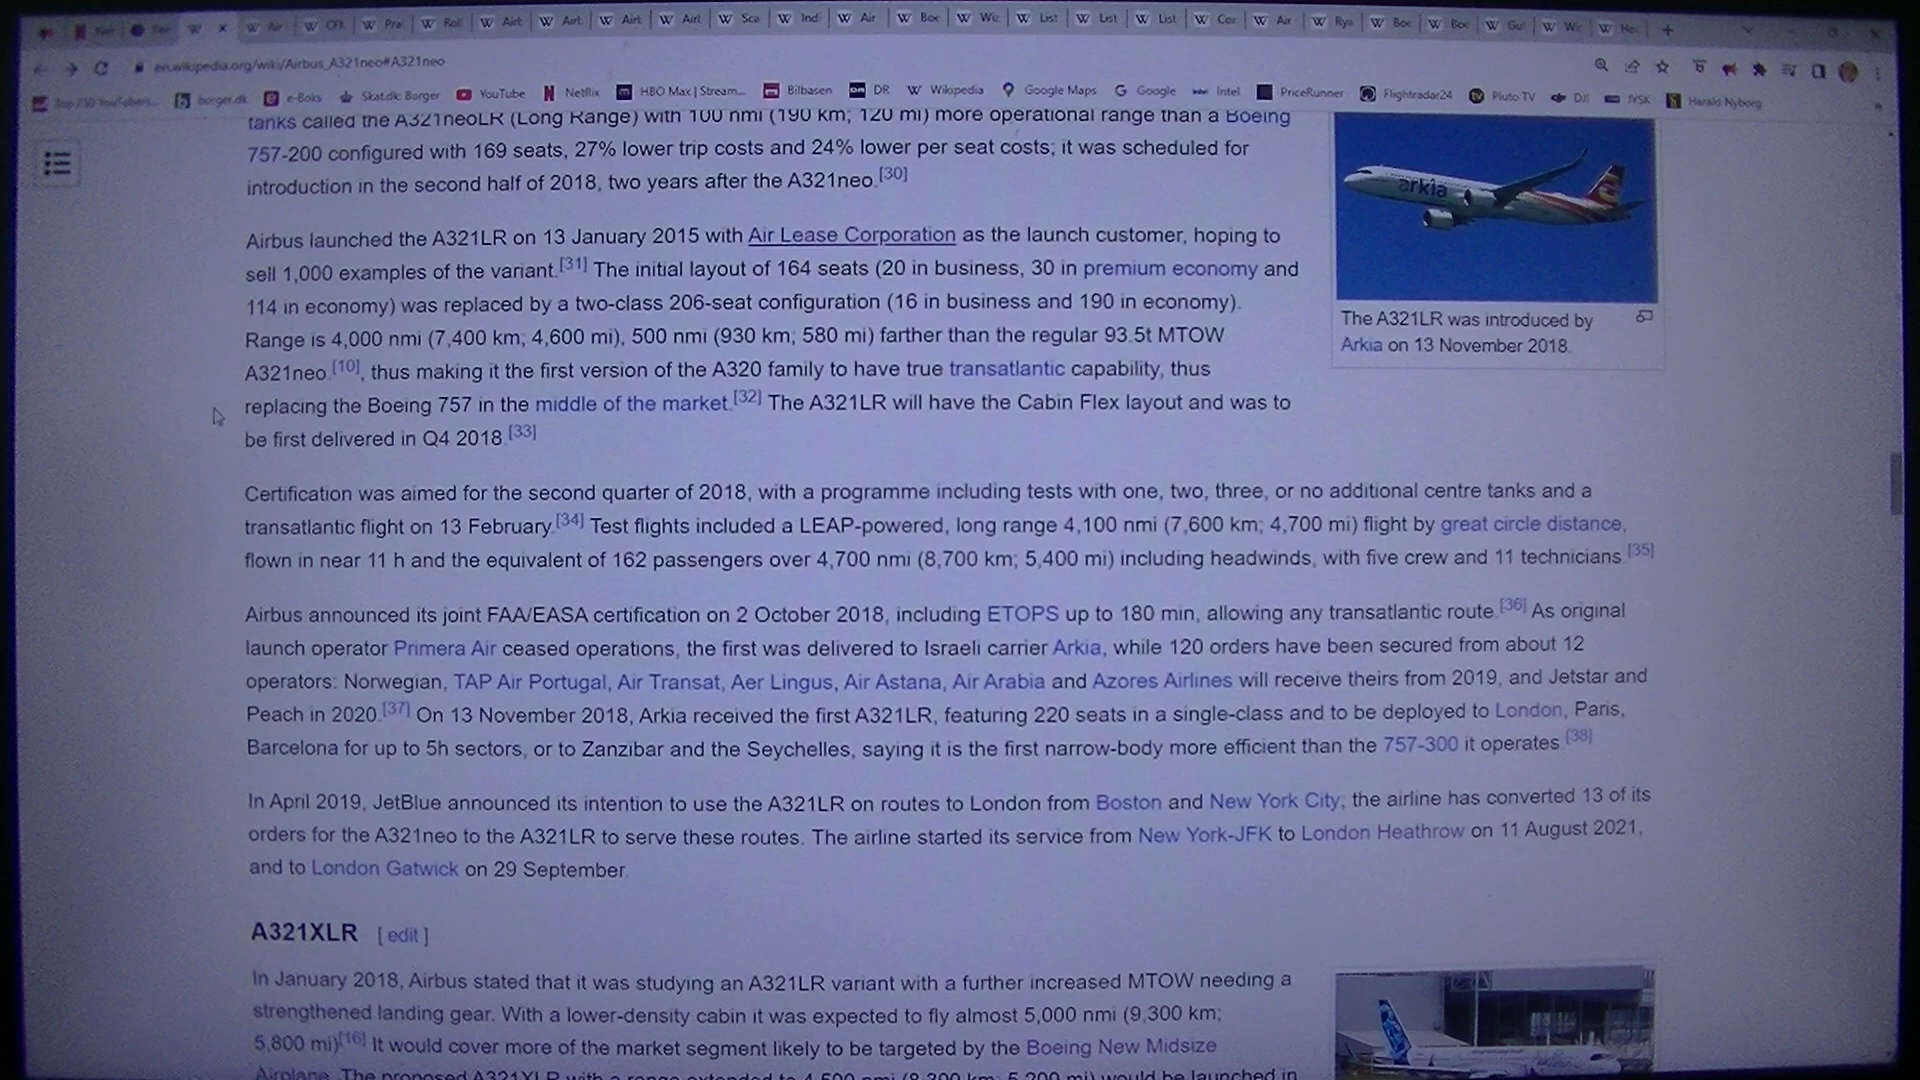 en.wikipedia.org/wiki/Airbus_A321neo#A321neo
Top 250 YouTubers... borger.dk e-Boks Skat.dk: Borger YouTube Netflix HBO Max | Stream... Bilbasen DR Wikipedia Google Maps Google Intel PriceRunner Flightradar24 Pluto TV DJI JYSK Harald Nyborg
tanks called the A321neoLR (Long Range) with 100 nmi (190 km; 120 mi) more operational range than a Boeing
757-200 configured with 169 seats, 27% lower trip costs and 24% lower per seat costs; it was scheduled for
introduction in the second half of 2018, two years after the A321neo.[30]
Airbus launched the A321LR on 13 January 2015 with Air Lease Corporation as the launch customer, hoping to
sell 1,000 examples of the variant.[31] The initial layout of 164 seats (20 in business, 30 in premium economy and
114 in economy) was replaced by a two-class 206-seat configuration (16 in business and 190 in economy).
Range is 4,000 nmi (7,400 km; 4,600 mi), 500 nmi (930 km; 580 mi) farther than the regular 93.5t MTOW
A321neo.[10], thus making it the first version of the A320 family to have true transatlantic capability, thus
replacing the Boeing 757 in the middle of the market.[32] The A321LR will have the Cabin Flex layout and was to
be first delivered in Q4 2018.[33]
arkia
The A321LR was introduced by
Arkia on 13 November 2018.
Certification was aimed for the second quarter of 2018, with a programme including tests with one, two, three, or no additional centre tanks and a
transatlantic flight on 13 February.[34] Test flights included a LEAP-powered, long range 4,100 nmi (7,600 km; 4,700 mi) flight by great circle distance,
flown in near 11 h and the equivalent of 162 passengers over 4,700 nmi (8,700 km; 5,400 mi) including headwinds, with five crew and 11 technicians.[35]
Airbus announced its joint FAA/EASA certification on 2 October 2018, including ETOPS up to 180 min, allowing any transatlantic route.[36] As original
launch operator Primera Air ceased operations, the first was delivered to Israeli carrier Arkia, while 120 orders have been secured from about 12
operators: Norwegian, TAP Air Portugal, Air Transat, Aer Lingus, Air Astana, Air Arabia and Azores Airlines will receive theirs from 2019, and Jetstar and
Peach in 2020.[37] On 13 November 2018, Arkia received the first A321LR, featuring 220 seats in a single-class and to be deployed to London, Paris,
Barcelona for up to 5h sectors, or to Zanzibar and the Seychelles, saying it is the first narrow-body more efficient than the 757-300 it operates.[38]
In April 2019, JetBlue announced its intention to use the A321LR on routes to London from Boston and New York City; the airline has converted 13 of its
orders for the A321neo to the A321LR to serve these routes. The airline started its service from New York-JFK to London Heathrow on 11 August 2021,
and to London Gatwick on 29 September.
A321XLR [ edit ]
In January 2018, Airbus stated that it was studying an A321LR variant with a further increased MTOW needing a
strengthened landing gear. With a lower-density cabin it was expected to fly almost 5,000 nmi (9,300 km;
5,800 mi)[16] It would cover more of the market segment likely to be targeted by the Boeing New Midsize
Airplane. The proposed A321XLR with a range extended to 4,500 nmi (8,300 km; 5,200 mi) would be launched in